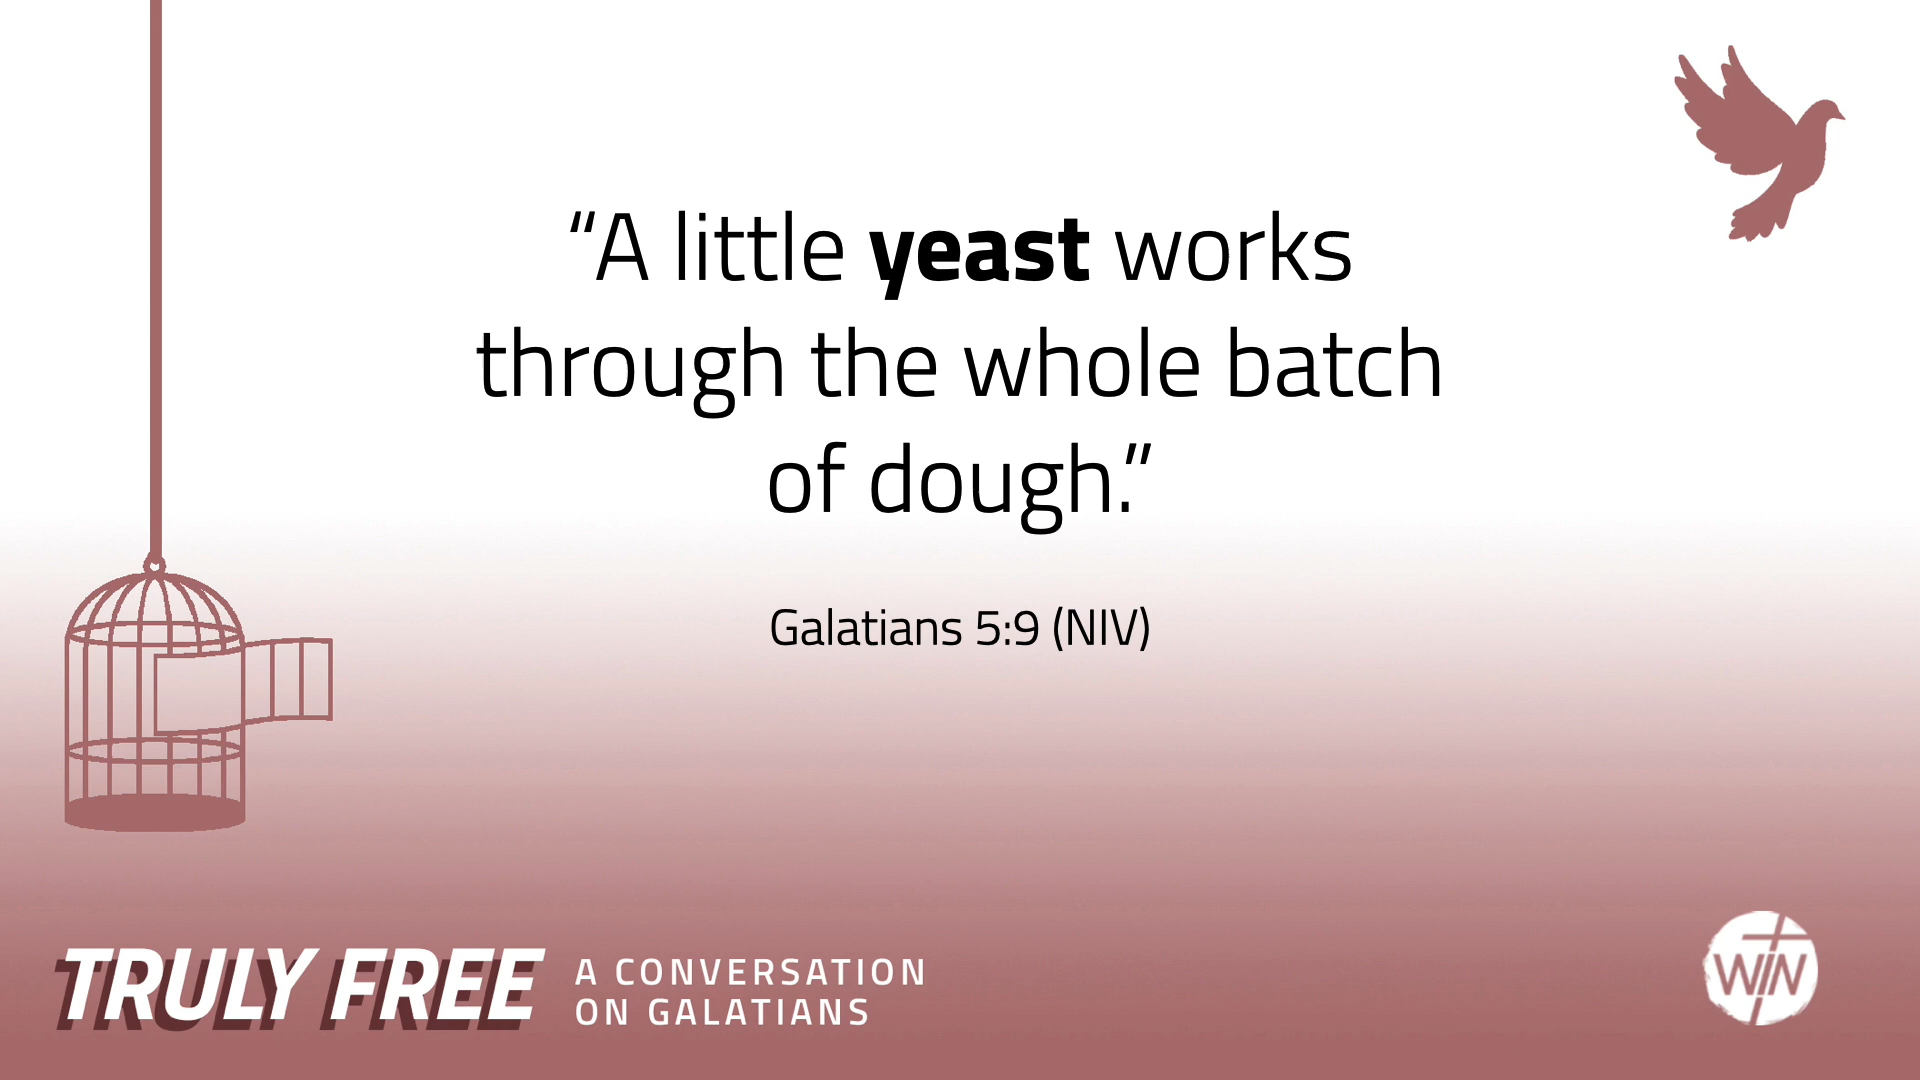 “A little yeast works
through the whole batch
of dough.”
Galatians 5:9 (NIV)
TRULY FREE
A CONVERSATION
ON GALATIANS
WIN